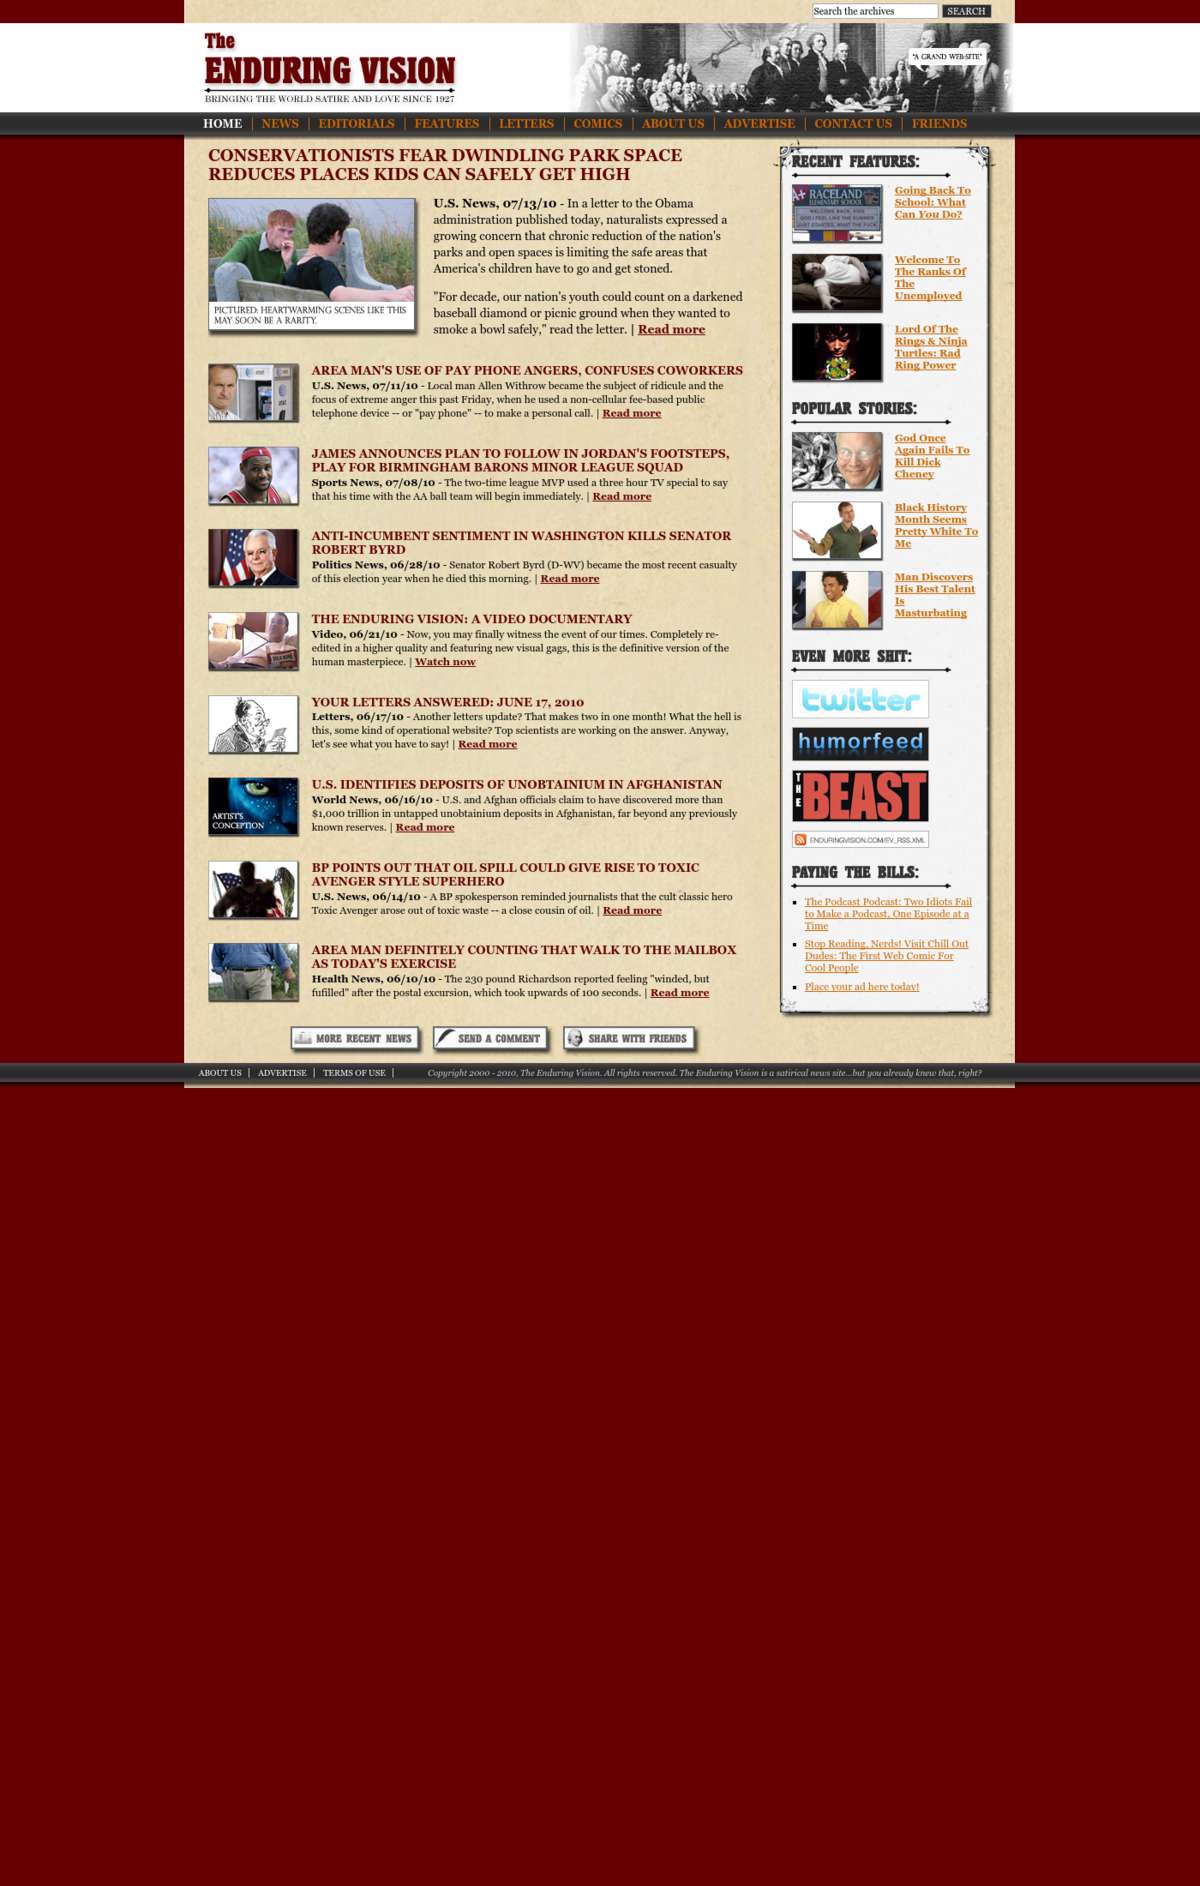 Search the archives
SEARCH
The
ENDURING VISION
BRINGING THE WORLD SATIRE AND LOVE SINCE 1927
"A GRAND WEB-SITE"
HOME
NEWS
EDITORIALS
FEATURES
LETTERS
COMICS
ABOUT US
ADVERTISE
CONTACT US
FRIENDS
CONSERVATIONISTS FEAR DWINDLING PARK SPACE
REDUCES PLACES KIDS CAN SAFELY GET HIGH
PICTURED: HEARTWARMING SCENES LIKE THIS
MAY SOON BE A RARITY.
U.S. News, 07/13/10 - In a letter to the Obama
administration published today, naturalists expressed a
growing concern that chronic reduction of the nation's
parks and open spaces is limiting the safe areas that
America's children have to go and get stoned.
"For decade, our nation's youth could count on a darkened
baseball diamond or picnic ground when they wanted to
smoke a bowl safely," read the letter. | Read more
AREA MAN'S USE OF PAY PHONE ANGERS, CONFUSES COWORKERS
U.S. News, 07/11/10 - Local man Allen Withrow became the subject of ridicule and the
focus of extreme anger this past Friday, when he used a non-cellular fee-based public
telephone device -- or "pay phone" -- to make a personal call. | Read more
JAMES ANNOUNCES PLAN TO FOLLOW IN JORDAN'S FOOTSTEPS,
PLAY FOR BIRMINGHAM BARONS MINOR LEAGUE SQUAD
Sports News, 07/08/10 - The two-time league MVP used a three hour TV special to say
that his time with the AA ball team will begin immediately. | Read more
ANTI-INCUMBENT SENTIMENT IN WASHINGTON KILLS SENATOR
ROBERT BYRD
Politics News, 06/28/10 - Senator Robert Byrd (D-WV) became the most recent casualty
of this election year when he died this morning. | Read more
THE ENDURING VISION: A VIDEO DOCUMENTARY
Video, 06/21/10 - Now, you may finally witness the event of our times. Completely re-
edited in a higher quality and featuring new visual gags, this is the definitive version of the
human masterpiece. | Watch now
YOUR LETTERS ANSWERED: JUNE 17, 2010
Letters, 06/17/10 - Another letters update? That makes two in one month! What the hell is
this, some kind of operational website? Top scientists are working on the answer. Anyway,
let's see what you have to say! | Read more
ARTIST'S
CONCEPTION
U.S. IDENTIFIES DEPOSITS OF UNOBTAINIUM IN AFGHANISTAN
World News, 06/16/10 - U.S. and Afghan officials claim to have discovered more than
$1,000 trillion in untapped unobtainium deposits in Afghanistan, far beyond any previously
known reserves. | Read more
BP POINTS OUT THAT OIL SPILL COULD GIVE RISE TO TOXIC
AVENGER STYLE SUPERHERO
U.S. News, 06/14/10 - A BP spokesperson reminded journalists that the cult classic hero
Toxic Avenger arose out of toxic waste -- a close cousin of oil. | Read more
AREA MAN DEFINITELY COUNTING THAT WALK TO THE MAILBOX
AS TODAY'S EXERCISE
Health News, 06/10/10 - The 230 pound Richardson reported feeling "winded, but
fufilled" after the postal excursion, which took upwards of 100 seconds. | Read more
MORE RECENT NEWS
SEND A COMMENT
SHARE WITH FRIENDS
RECENT FEATURES:
A+ RACELAND
ELEMENTARY SCHOOL
WELCOME BACK, KIDS
GOD I FEEL LIKE THE SUMMER
JUST STARTED, WHAT THE FUCK
Going Back To
School: What
Can You Do?
Welcome To
The Ranks Of
The
Unemployed
Lord Of The
Rings & Ninja
Turtles: Rad
Ring Power
POPULAR STORIES:
God Once
Again Fails To
Kill Dick
Cheney
Black History
Month Seems
Pretty White To
Me
Man Discovers
His Best Talent
Is
Masturbating
EVEN MORE SHIT:
twitter
humorfeed
THE
BEAST
ENDURINGVISION.COM/EV_RSS.XML
PAYING THE BILLS:
The Podcast Podcast: Two Idiots Fail
to Make a Podcast, One Episode at a
Time
Stop Reading, Nerds! Visit Chill Out
Dudes: The First Web Comic For
Cool People
Place your ad here today!
ABOUT US
ADVERTISE
TERMS OF USE
Copyright 2000 - 2010, The Enduring Vision. All rights reserved. The Enduring Vision is a satirical news site...but you already knew that, right?